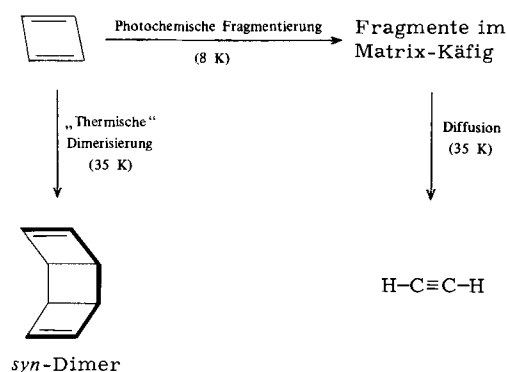 Photochemische Fragmentierung
(8 K)
Fragmente im
Matrix-Käfig
„Thermische“
Dimerisierung
(35 K)
Diffusion
(35 K)
H–C≡C–H
syn-Dimer